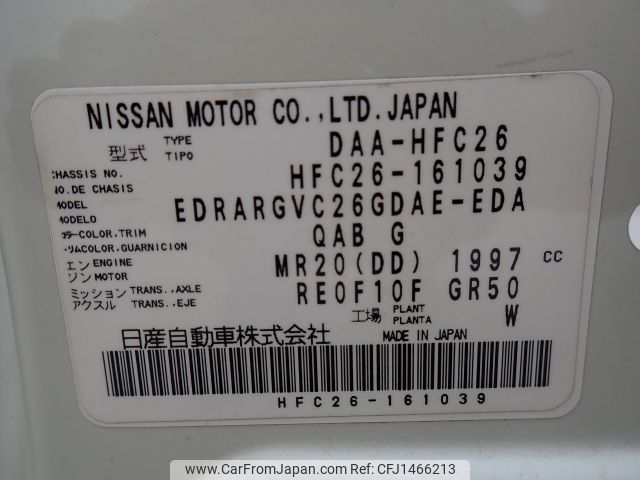 NISSAN MOTOR CO.,LTD.JAPAN
型式 TYPE TIPO DAA-HFC26
CHASSIS NO. NO.DE CHASIS HFC26-161039
MODEL MODELO EDRARGVC26GDAE-EDA
カラー COLOR,TRIM トリム COLOR, GUARNICION QAB G
エンジン ENGINE MOTOR MR20(DD) 1997 CC
ミッション アクスル TRANS.,AXLE TRANS.,EJE RE0F10F GR50
工場 PLANT PLANTA W
日産自動車株式会社 MADE IN JAPAN
HFC26-161039
www.CarFromJapan.com | CarFromJapan - CFJ1466213